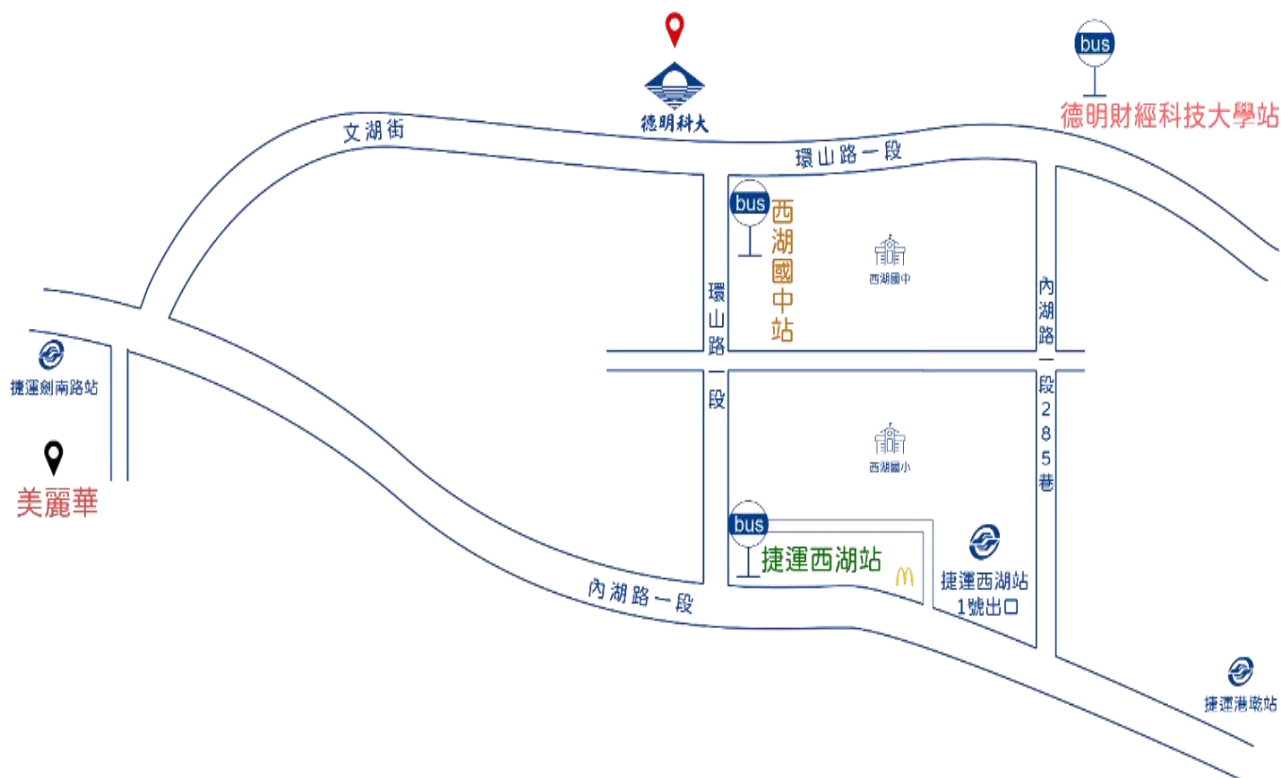 bus
德明財經科技大學站
德明科大
文湖街
環山路一段
bus
西湖國中站
西湖國中
環山路一段
內湖路一段285巷
捷運劍南路站
美麗華
西湖國小
bus
捷運西湖站
捷運西湖站
1號出口
內湖路一段
捷運港墘站